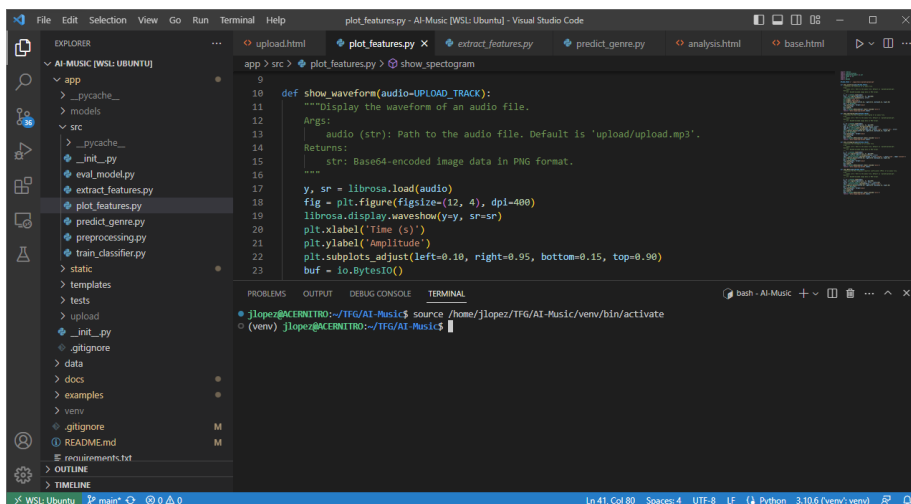 File Edit Selection View Go Run Terminal Help
plot_features.py - AI-Music [WSL: Ubuntu] - Visual Studio Code
EXPLORER
upload.html
plot_features.py
extract_features.py
predict_genre.py
analysis.html
base.html
AI-MUSIC [WSL: UBUNTU]
app > src > plot_features.py > show_spectogram
app
__pycache__
models
src
__pycache__
__init__.py
eval_model.py
extract_features.py
plot_features.py
predict_genre.py
preprocessing.py
train_classifier.py
static
templates
tests
upload
__init__.py
.gitignore
data
docs
examples
venv
.gitignore M
README.md M
requirements.txt
OUTLINE
TIMELINE
36
9
10 def show_waveform(audio=UPLOAD_TRACK):
11 """Display the waveform of an audio file.
12 Args:
13 audio (str): Path to the audio file. Default is `upload/upload.mp3`.
14 Returns:
15 str: Base64-encoded image data in PNG format.
16 """
17 y, sr = librosa.load(audio)
18 fig = plt.figure(figsize=(12, 4), dpi=400)
19 librosa.display.waveshow(y=y, sr=sr)
20 plt.xlabel('Time (s)')
21 plt.ylabel('Amplitude')
22 plt.subplots_adjust(left=0.10, right=0.95, bottom=0.15, top=0.90)
23 buf = io.BytesIO()
PROBLEMS OUTPUT DEBUG CONSOLE TERMINAL
bash - AI-Music
jlopez@ACERNITRO:~/TFG/AI-Music$ source /home/jlopez/TFG/AI-Music/venv/bin/activate
(venv) jlopez@ACERNITRO:~/TFG/AI-Music$
WSL: Ubuntu main* 0 0
Ln 41, Col 80 Spaces: 4 UTF-8 LF Python 3.10.6 ('venv': venv)